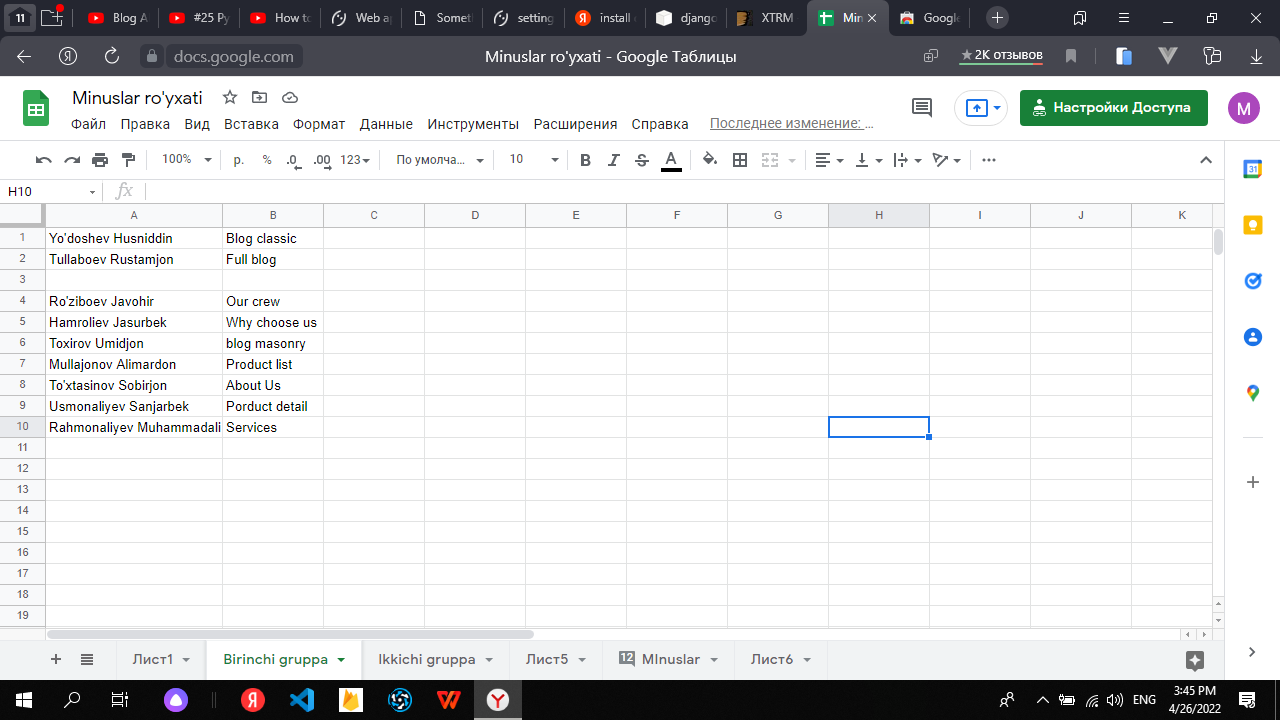 11 Blog A #25 Py How to Web ap Somet setting install djang XTRM Min Google
docs.google.com Minuslar ro'yxati - Google Таблицы ★ 2K отзывов
Minuslar ro'yxati
Файл Правка Вид Вставка Формат Данные Инструменты Расширения Справка Последнее изменение: …
Настройки Доступа
M
100% р. % .0 .00 123 По умолча... 10 B I S A
31
H10 fx
A B C D E F G H I J K
1 Yo'doshev Husniddin Blog classic
2 Tullaboev Rustamjon Full blog
3
4 Ro'ziboev Javohir Our crew
5 Hamroliev Jasurbek Why choose us
6 Toxirov Umidjon blog masonry
7 Mullajonov Alimardon Product list
8 To'xtasinov Sobirjon About Us
9 Usmonaliyev Sanjarbek Porduct detail
10 Rahmonaliyev Muhammadali Services
11
12
13
14
15
16
17
18
19
Лист1 Birinchi gruppa Ikkichi gruppa Лист5 12 MInuslar Лист6
ENG 3:45 PM
4/26/2022